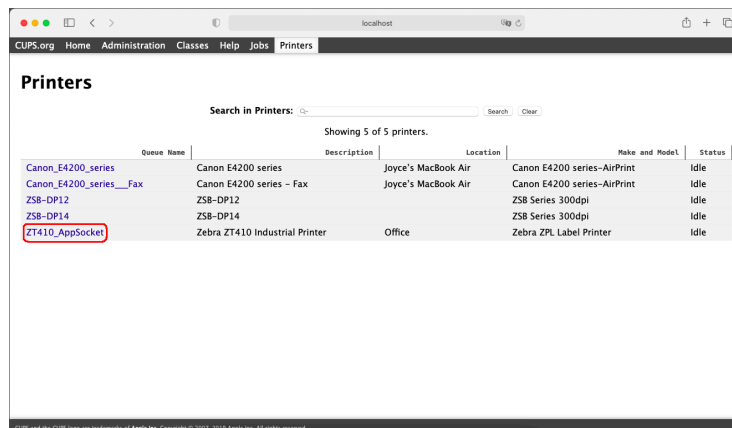 localhost
CUPS.org Home Administration Classes Help Jobs Printers
Printers
Search in Printers: Search Clear
Showing 5 of 5 printers.
Queue Name Description Location Make and Model Status
Canon_E4200_series Canon E4200 series Joyce's MacBook Air Canon E4200 series-AirPrint Idle
Canon_E4200_series__Fax Canon E4200 series - Fax Joyce's MacBook Air Canon E4200 series-AirPrint Idle
ZSB-DP12 ZSB-DP12 ZSB Series 300dpi Idle
ZSB-DP14 ZSB-DP14 ZSB Series 300dpi Idle
ZT410_AppSocket Zebra ZT410 Industrial Printer Office Zebra ZPL Label Printer Idle